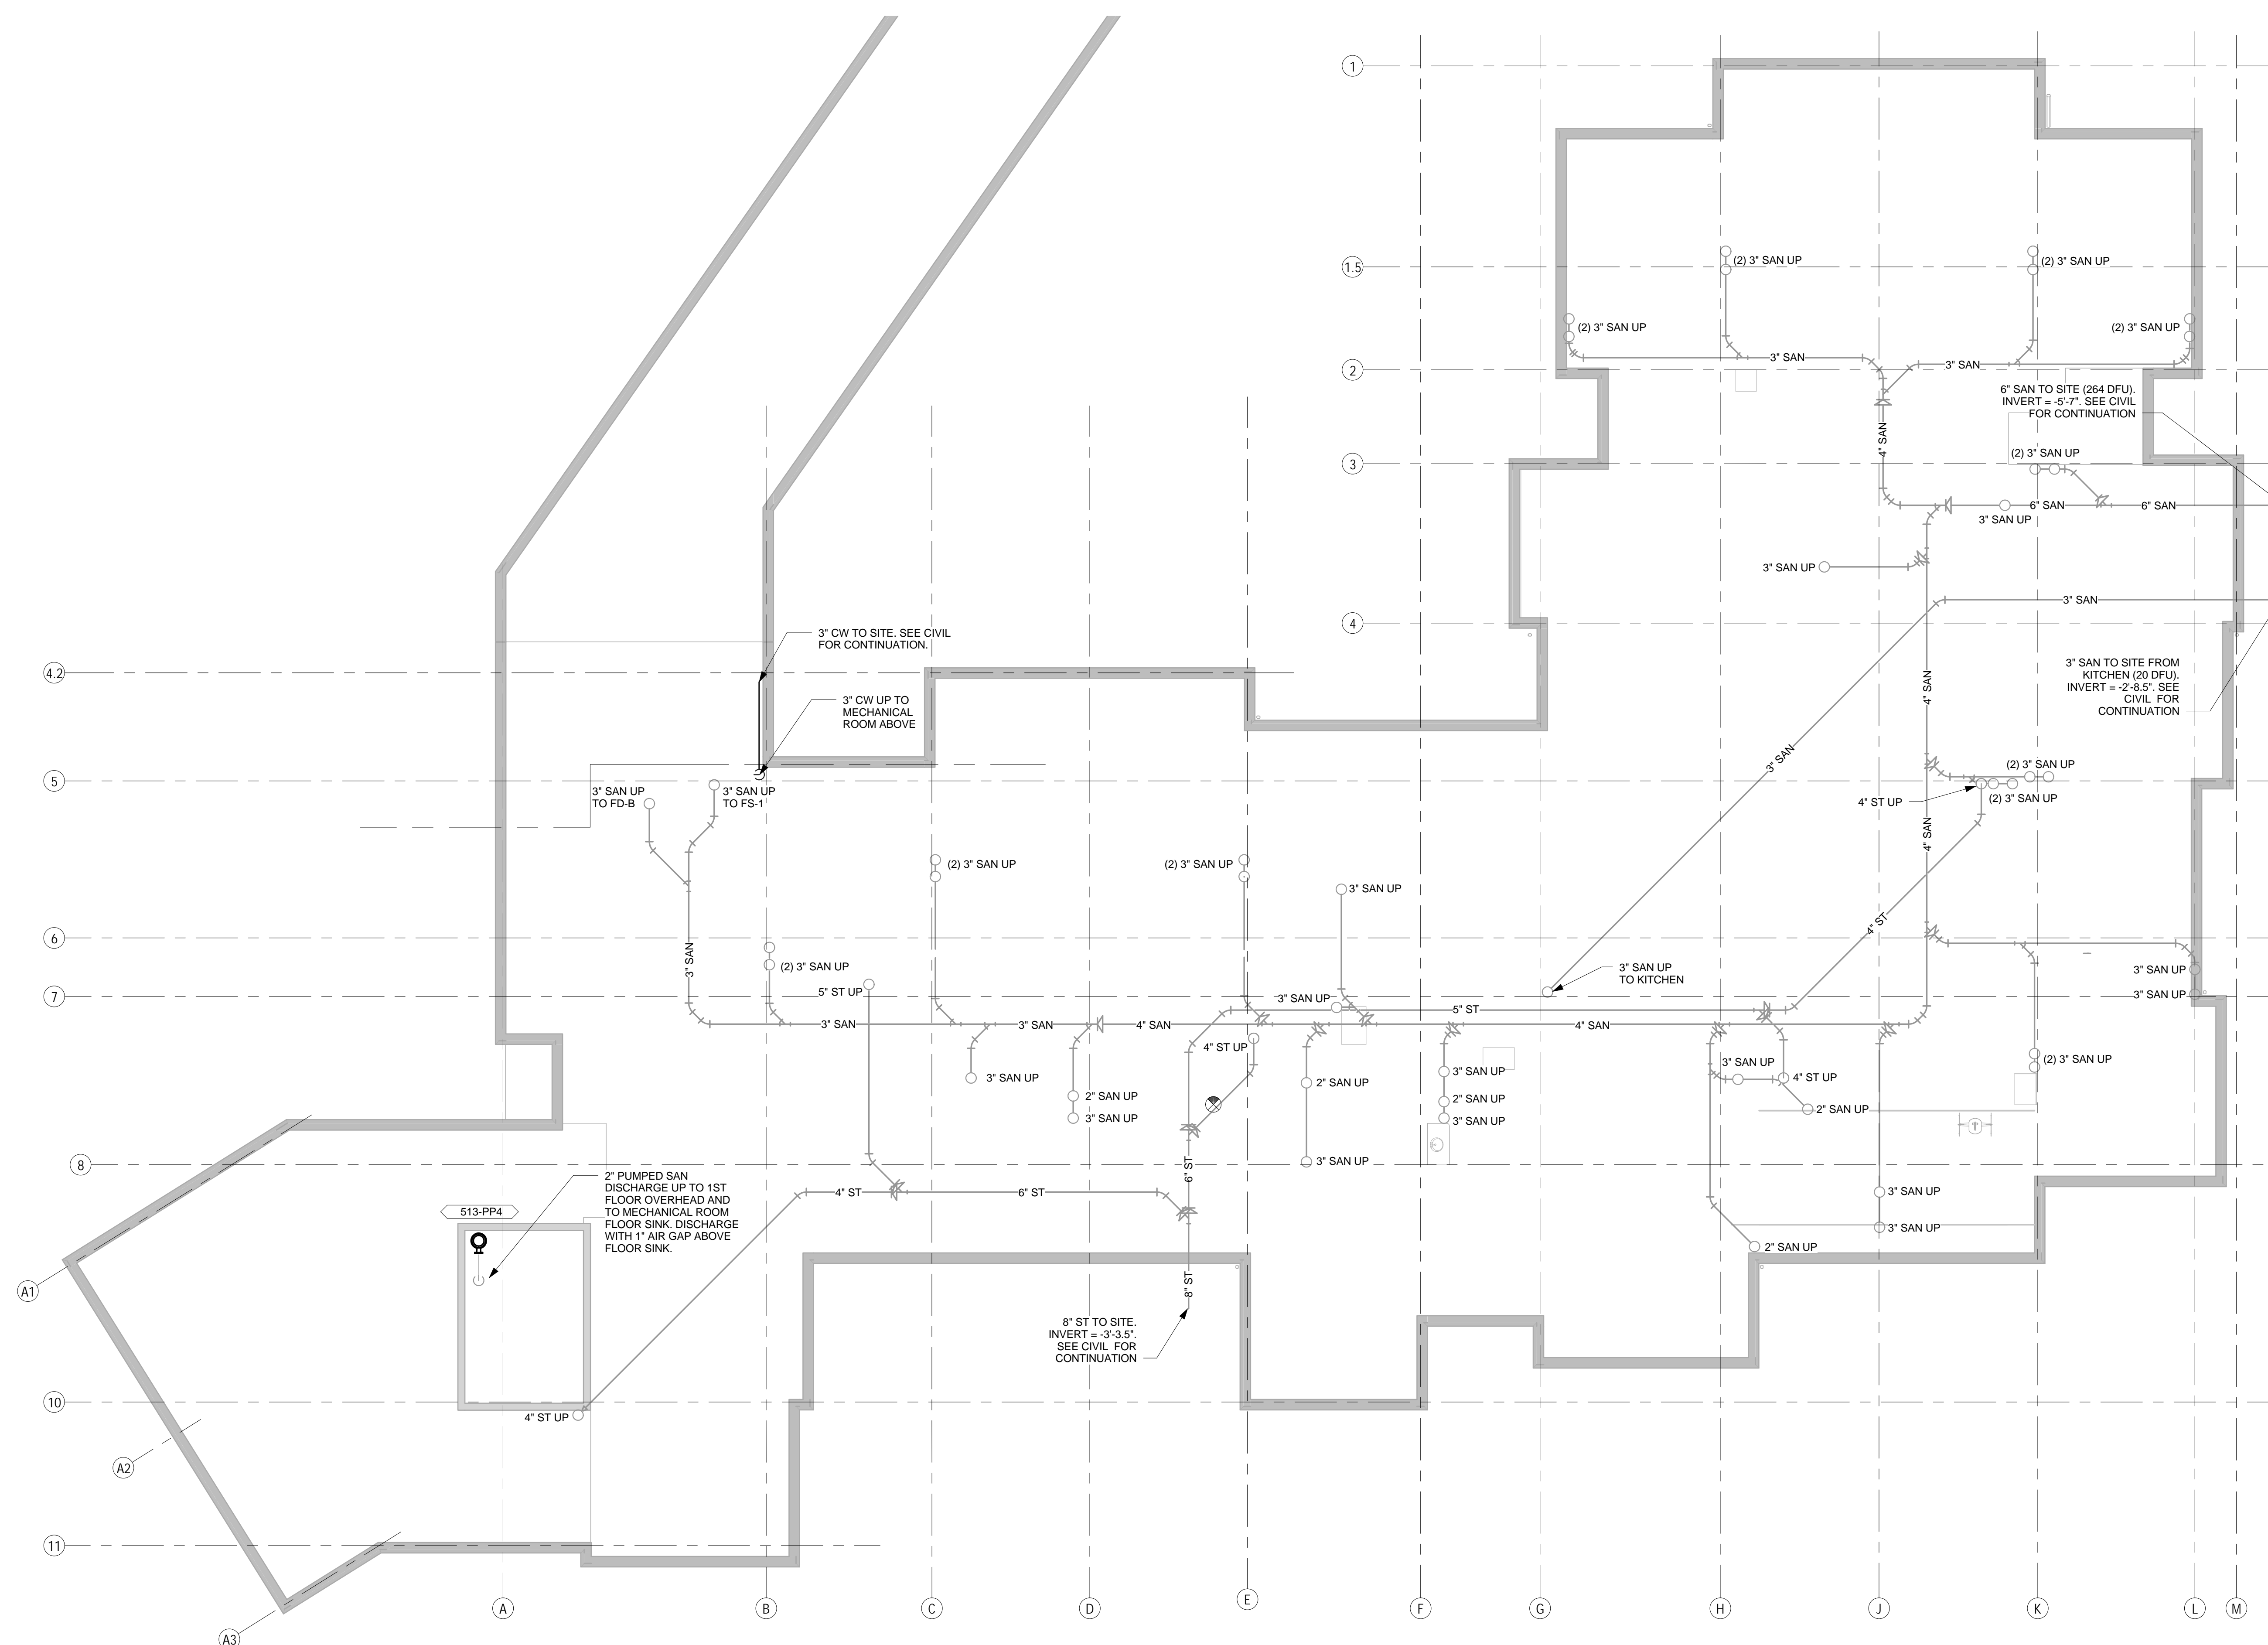 1
1.5
(2) 3" SAN UP
(2) 3" SAN UP
(2) 3" SAN UP
(2) 3" SAN UP
3" SAN
3" SAN
2
6" SAN TO SITE (264 DFU).
INVERT = -5'-7". SEE CIVIL
FOR CONTINUATION
4" SAN
(2) 3" SAN UP
3
6" SAN
6" SAN
3" SAN UP
3" SAN UP
3" SAN
4
3" CW TO SITE. SEE CIVIL
FOR CONTINUATION.
4.2
3" SAN TO SITE FROM
KITCHEN (20 DFU).
INVERT = -2'-8.5". SEE
CIVIL FOR
CONTINUATION
4" SAN
3" CW UP TO
MECHANICAL
ROOM ABOVE
3" SAN
5
(2) 3" SAN UP
3" SAN UP
TO FD-B
3" SAN UP
TO FS-1
4" ST UP
(2) 3" SAN UP
4" SAN
(2) 3" SAN UP
(2) 3" SAN UP
3" SAN UP
4" ST
6
3" SAN
(2) 3" SAN UP
3" SAN UP
TO KITCHEN
3" SAN UP
5" ST UP
7
3" SAN UP
3" SAN UP
5" ST
3" SAN
3" SAN
4" SAN
4" SAN
4" ST UP
3" SAN UP
(2) 3" SAN UP
3" SAN UP
2" SAN UP
3" SAN UP
4" ST UP
2" SAN UP
2" SAN UP
2" SAN UP
3" SAN UP
3" SAN UP
8
3" SAN UP
6" ST
2" PUMPED SAN
DISCHARGE UP TO 1ST
FLOOR OVERHEAD AND
TO MECHANICAL ROOM
FLOOR SINK. DISCHARGE
WITH 1" AIR GAP ABOVE
FLOOR SINK.
4" ST
6" ST
3" SAN UP
513-PP4
3" SAN UP
2" SAN UP
A1
8" ST
8" ST TO SITE.
INVERT = -3'-3.5".
SEE CIVIL FOR
CONTINUATION
10
4" ST UP
A2
11
A
B
C
D
E
F
G
H
J
K
L
M
A3